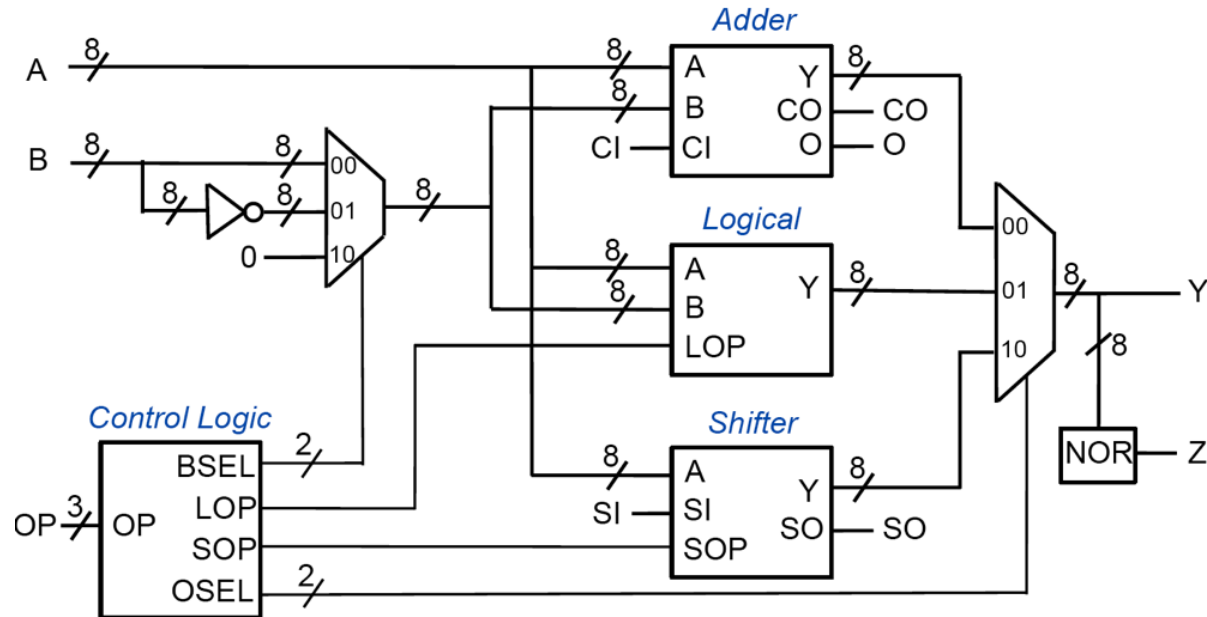 Adder
A 8 8 A Y 8
8 B CO CO
B 8 8 00 CI CI O O
8 8 01 8
0 10
Logical
00
8 A Y 8 01 8 Y
8 B
LOP 10 8
Control Logic
Shifter
BSEL 2
8 A Y 8 NOR Z
LOP SI SI
OP 3 OP SO SO
SOP SOP
OSEL 2